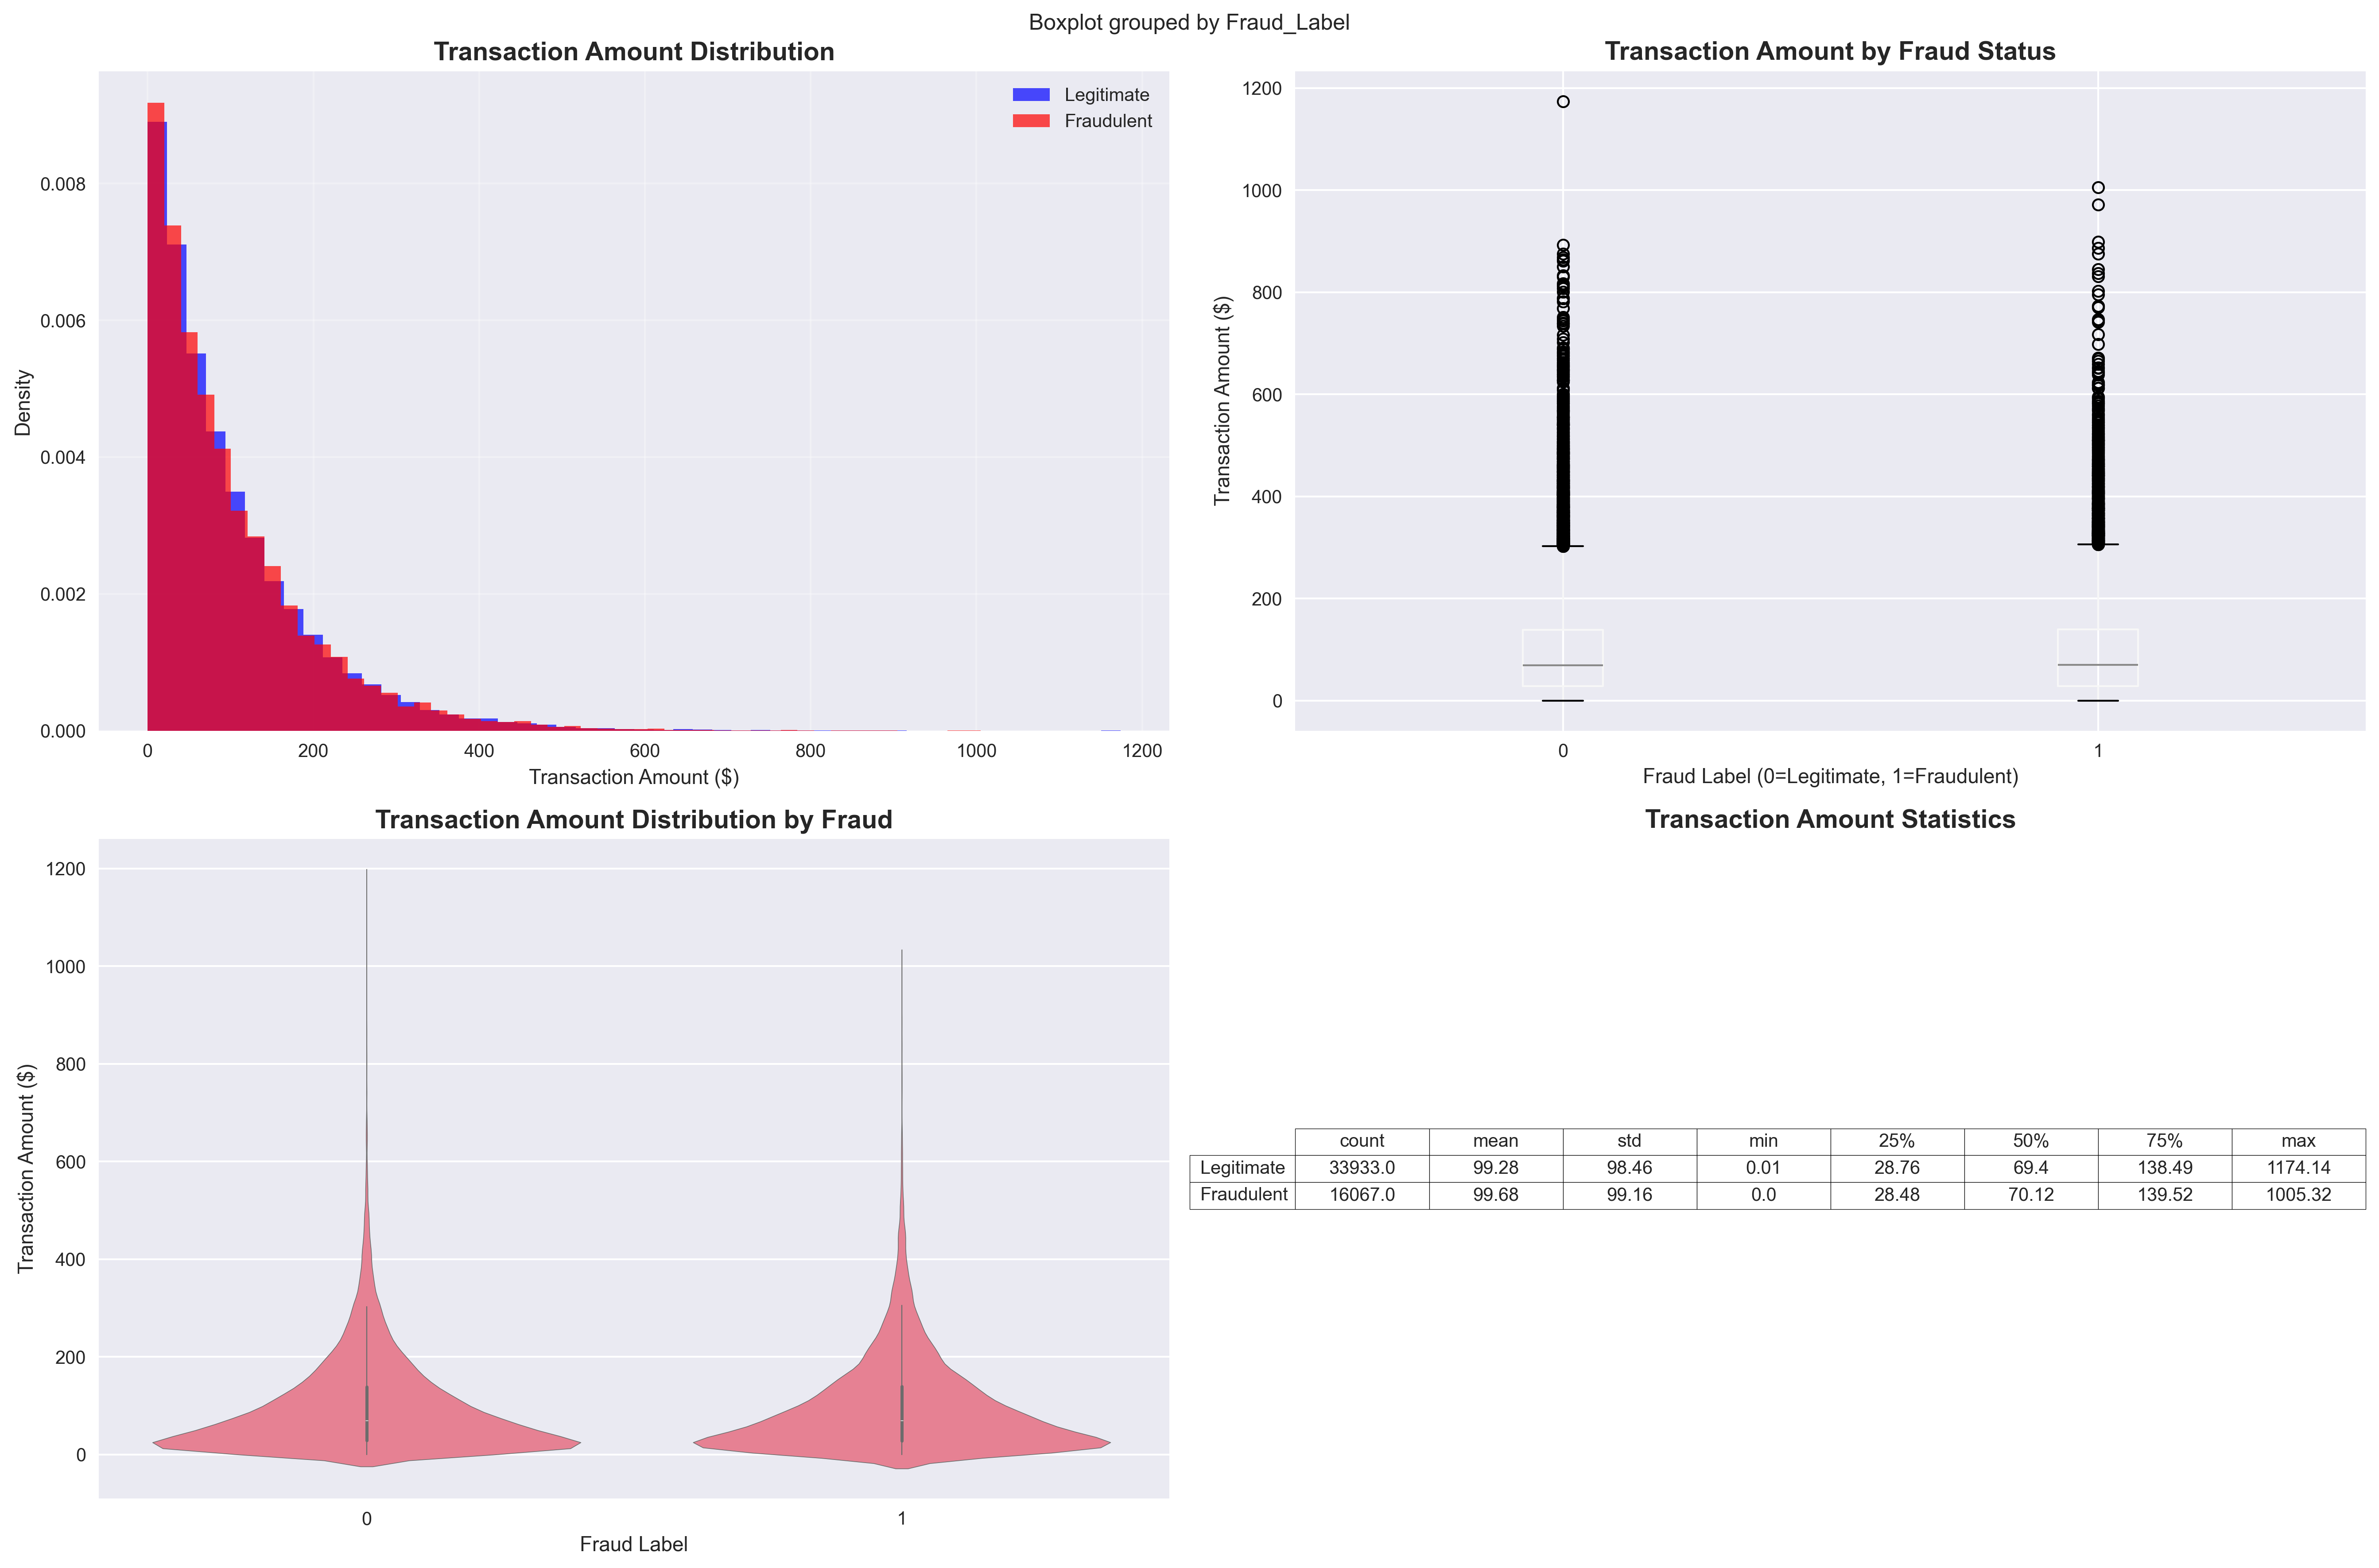 Boxplot grouped by Fraud_Label
Transaction Amount Distribution
Legitimate
Fraudulent
Density
0.008
0.006
0.004
0.002
0.000
0 200 400 600 800 1000 1200
Transaction Amount ($)
Transaction Amount by Fraud Status
Transaction Amount ($)
1200
1000
800
600
400
200
0
0 1
Fraud Label (0=Legitimate, 1=Fraudulent)
Transaction Amount Distribution by Fraud
Transaction Amount ($)
1200
1000
800
600
400
200
0
0 1
Fraud Label
Transaction Amount Statistics
count mean std min 25% 50% 75% max
Legitimate 33933.0 99.28 98.46 0.01 28.76 69.4 138.49 1174.14
Fraudulent 16067.0 99.68 99.16 0.0 28.48 70.12 139.52 1005.32